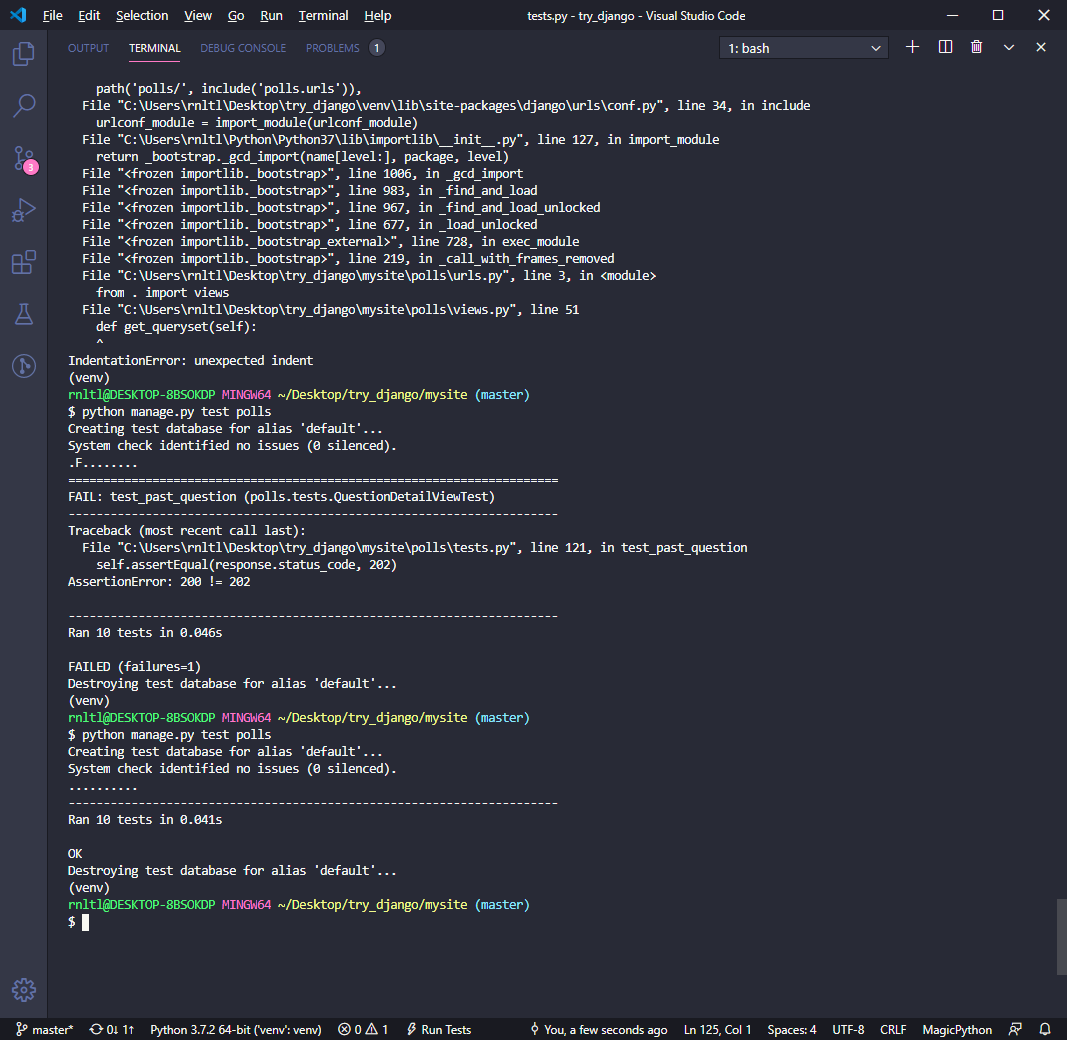 File Edit Selection View Go Run Terminal Help tests.py - try_django - Visual Studio Code
OUTPUT TERMINAL DEBUG CONSOLE PROBLEMS 1 1: bash
path('polls/', include('polls.urls')),
File "C:\Users\rnltl\Desktop\try_django\venv\lib\site-packages\django\urls\conf.py", line 34, in include
urlconf_module = import_module(urlconf_module)
File "C:\Users\rnltl\Python\Python37\lib\importlib\__init__.py", line 127, in import_module
return _bootstrap._gcd_import(name[level:], package, level)
File "<frozen importlib._bootstrap>", line 1006, in _gcd_import
File "<frozen importlib._bootstrap>", line 983, in _find_and_load
File "<frozen importlib._bootstrap>", line 967, in _find_and_load_unlocked
File "<frozen importlib._bootstrap>", line 677, in _load_unlocked
File "<frozen importlib._bootstrap_external>", line 728, in exec_module
File "<frozen importlib._bootstrap>", line 219, in _call_with_frames_removed
File "C:\Users\rnltl\Desktop\try_django\mysite\polls\urls.py", line 3, in <module>
from . import views
File "C:\Users\rnltl\Desktop\try_django\mysite\polls\views.py", line 51
def get_queryset(self):
^
IndentationError: unexpected indent
(venv)
rnltl@DESKTOP-8BSOKDP MINGW64 ~/Desktop/try_django/mysite (master)
$ python manage.py test polls
Creating test database for alias 'default'...
System check identified no issues (0 silenced).
.F........
======================================================================
FAIL: test_past_question (polls.tests.QuestionDetailViewTest)
----------------------------------------------------------------------
Traceback (most recent call last):
File "C:\Users\rnltl\Desktop\try_django\mysite\polls\tests.py", line 121, in test_past_question
self.assertEqual(response.status_code, 202)
AssertionError: 200 != 202
----------------------------------------------------------------------
Ran 10 tests in 0.046s
FAILED (failures=1)
Destroying test database for alias 'default'...
(venv)
rnltl@DESKTOP-8BSOKDP MINGW64 ~/Desktop/try_django/mysite (master)
$ python manage.py test polls
Creating test database for alias 'default'...
System check identified no issues (0 silenced).
..........
----------------------------------------------------------------------
Ran 10 tests in 0.041s
OK
Destroying test database for alias 'default'...
(venv)
rnltl@DESKTOP-8BSOKDP MINGW64 ~/Desktop/try_django/mysite (master)
$
3
master* 0↓ 1↑ Python 3.7.2 64-bit ('venv': venv) 0 1 Run Tests You, a few seconds ago Ln 125, Col 1 Spaces: 4 UTF-8 CRLF MagicPython